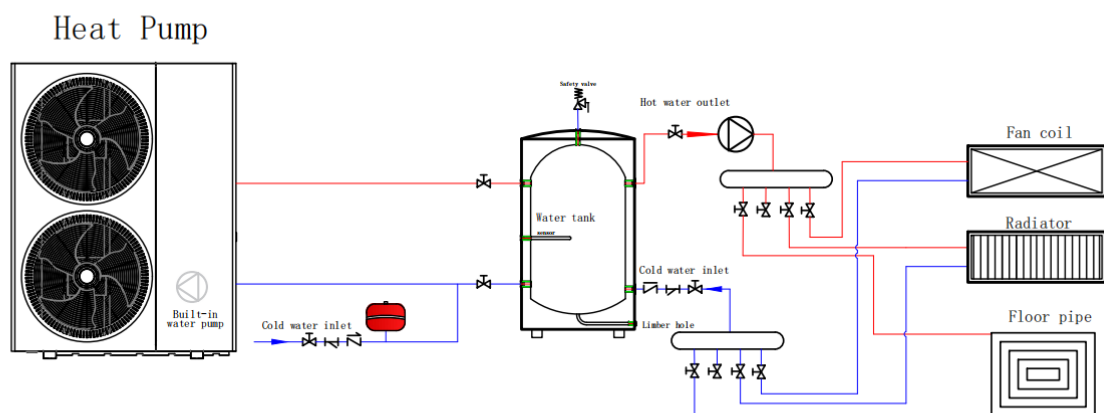 Heat Pump
Safety valve
Hot water outlet
Fan coil
Water tank
sensor
Radiator
Cold water inlet
Built-in
water pump
Cold water inlet
Limber hole
Floor pipe